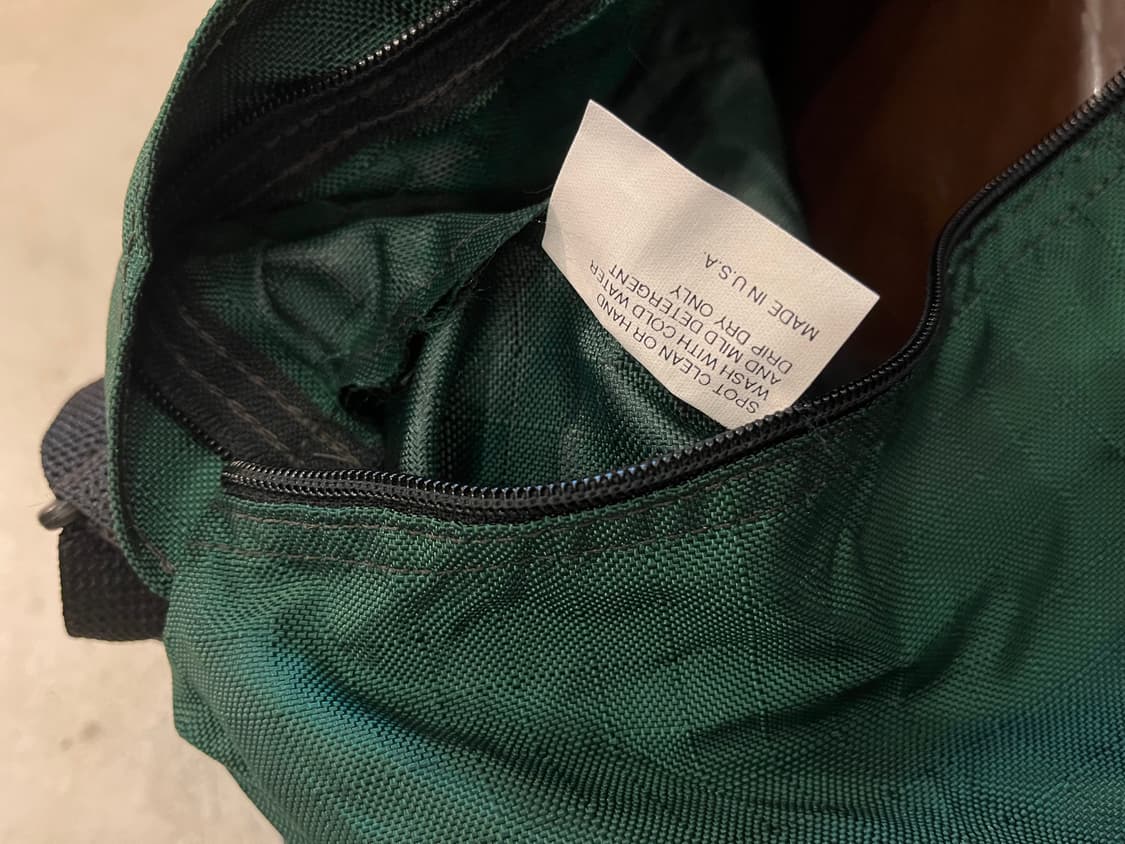 SPOT CLEAN OR HAND
WASH WITH COLD WATER
AND MILD DETERGENT
DRIP DRY ONLY
MADE IN U.S.A